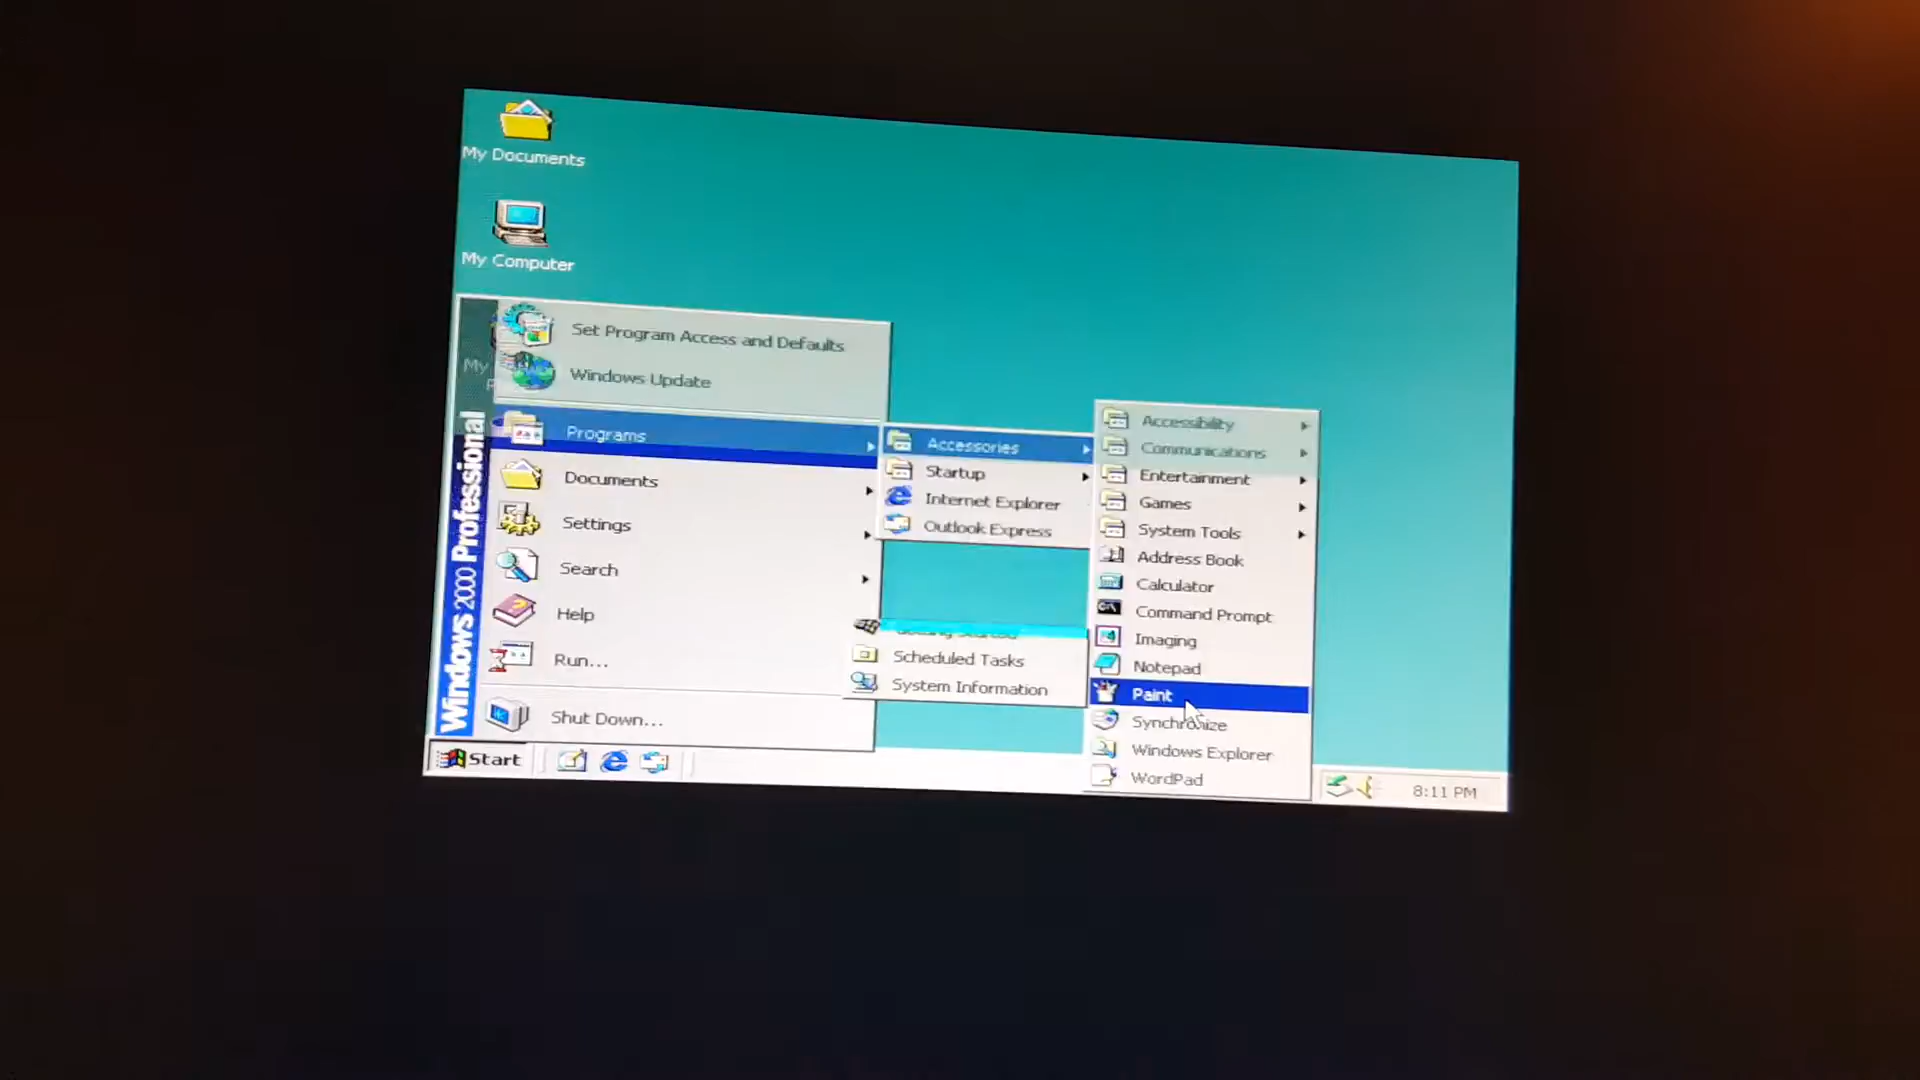 My Documents
My Computer
My
Set Program Access and Defaults
Windows Update
Programs
Documents
Settings
Search
Help
Run...
Shut Down...
Windows 2000 Professional
Accessories
Startup
Internet Explorer
Outlook Express
Scheduled Tasks
System Information
Accessibility
Communications
Entertainment
Games
System Tools
Address Book
Calculator
Command Prompt
Imaging
Notepad
Paint
Synchronize
Windows Explorer
WordPad
Start
8:11 PM